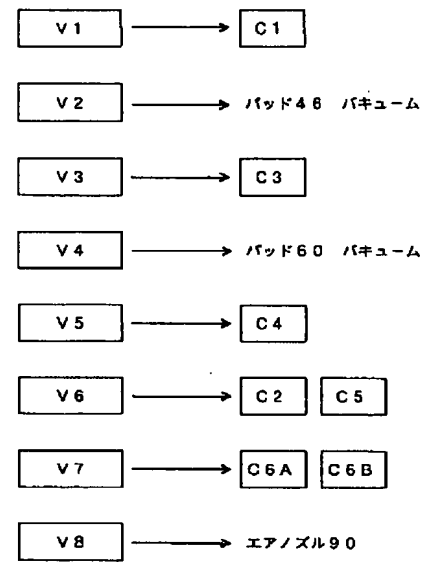 V1 C1
V2 パッド46 バキューム
V3 C3
V4 パッド60 バキューム
V5 C4
V6 C2 C5
V7 C6A C6B
V8 エアノズル90